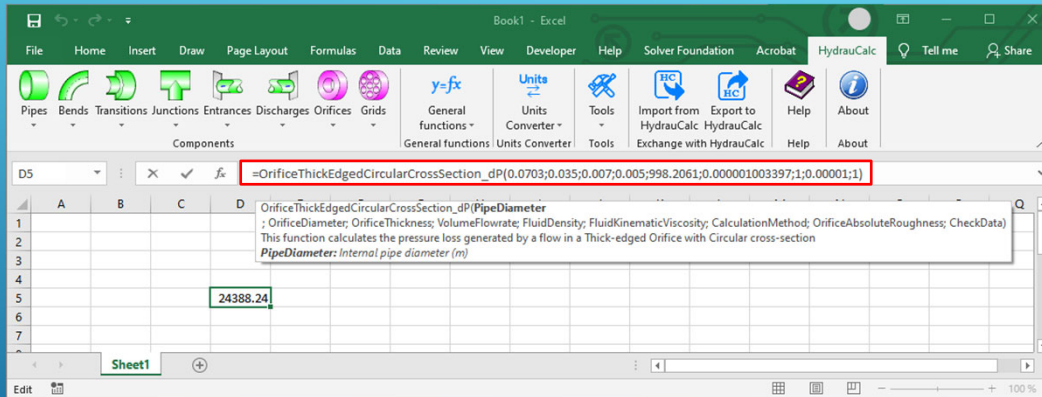 Book1 - Excel
File Home Insert Draw Page Layout Formulas Data Review View Developer Help Solver Foundation Acrobat HydrauCalc Tell me Share
Pipes Bends Transitions Junctions Entrances Discharges Orifices Grids
y=fx
General
functions
Units
Units
Converter
Tools
HC
Import from
HydrauCalc
HC
Export to
HydrauCalc
Help
About
Components General functions Units Converter Tools Exchange with HydrauCalc Help About
D5 fx =OrificeThickEdgedCircularCrossSection_dP(0.0703;0.035;0.007;0.005;998.2061;0.000001003397;1;0.00001;1)
A B C D Q
OrificeThickEdgedCircularCrossSection_dP(PipeDiameter
; OrificeDiameter; OrificeThickness; VolumeFlowrate; FluidDensity; FluidKinematicViscosity; CalculationMethod; OrificeAbsoluteRoughness; CheckData)
This function calculates the pressure loss generated by a flow in a Thick-edged Orifice with Circular cross-section
PipeDiameter: Internal pipe diameter (m)
1
2
3
4
5 24388.24
6
7
Sheet1
Edit 100 %